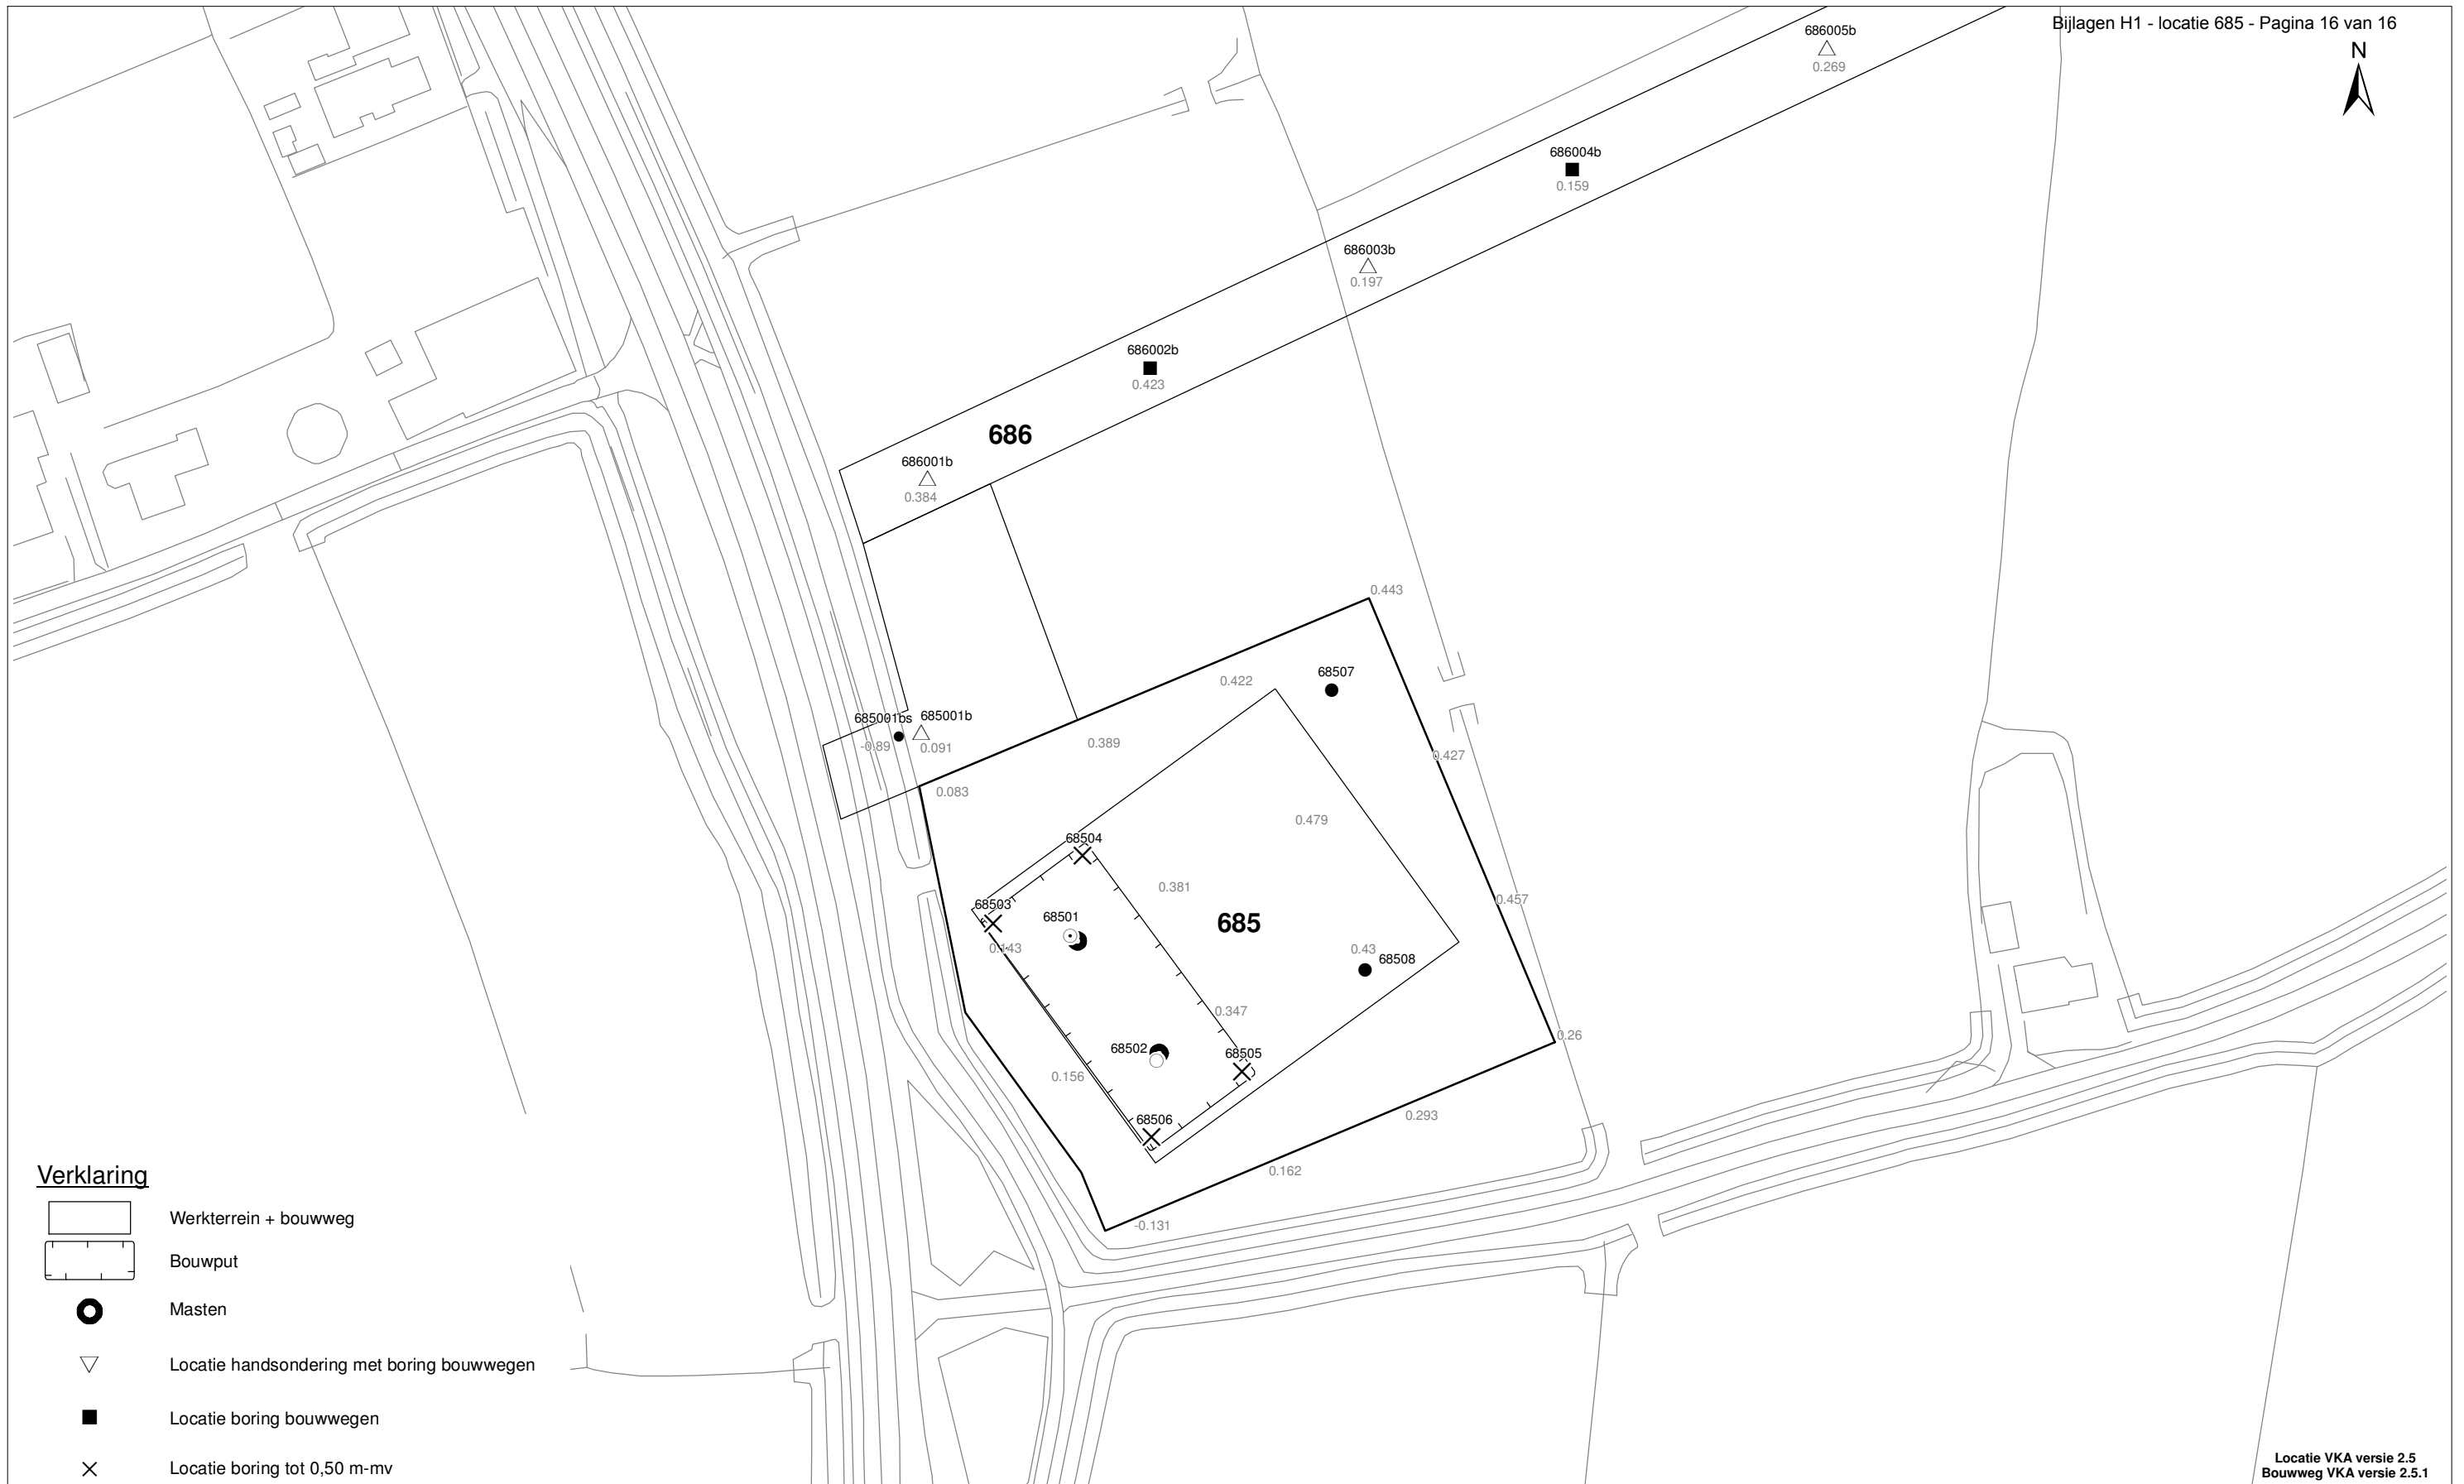 Bijlagen H1 - locatie 685 - Pagina 16 van 16
N
686005b
0.269
686004b
0.159
686003b
0.197
686002b
0.423
686
686001b
0.384
0.443
68507
0.422
685001bs
685001b
-0.89
0.091
0.389
0.427
0.083
0.479
68504
0.381
0.457
68503
68501
685
0.143
0.43
68508
0.347
0.26
68502
68505
0.156
68506
0.293
0.162
-0.131
Verklaring
Werkterrein + bouwweg
Bouwput
Masten
Locatie handsondering met boring bouwwegen
Locatie boring bouwwegen
Locatie boring tot 0,50 m-mv
Locatie VKA versie 2.5
Bouwweg VKA versie 2.5.1